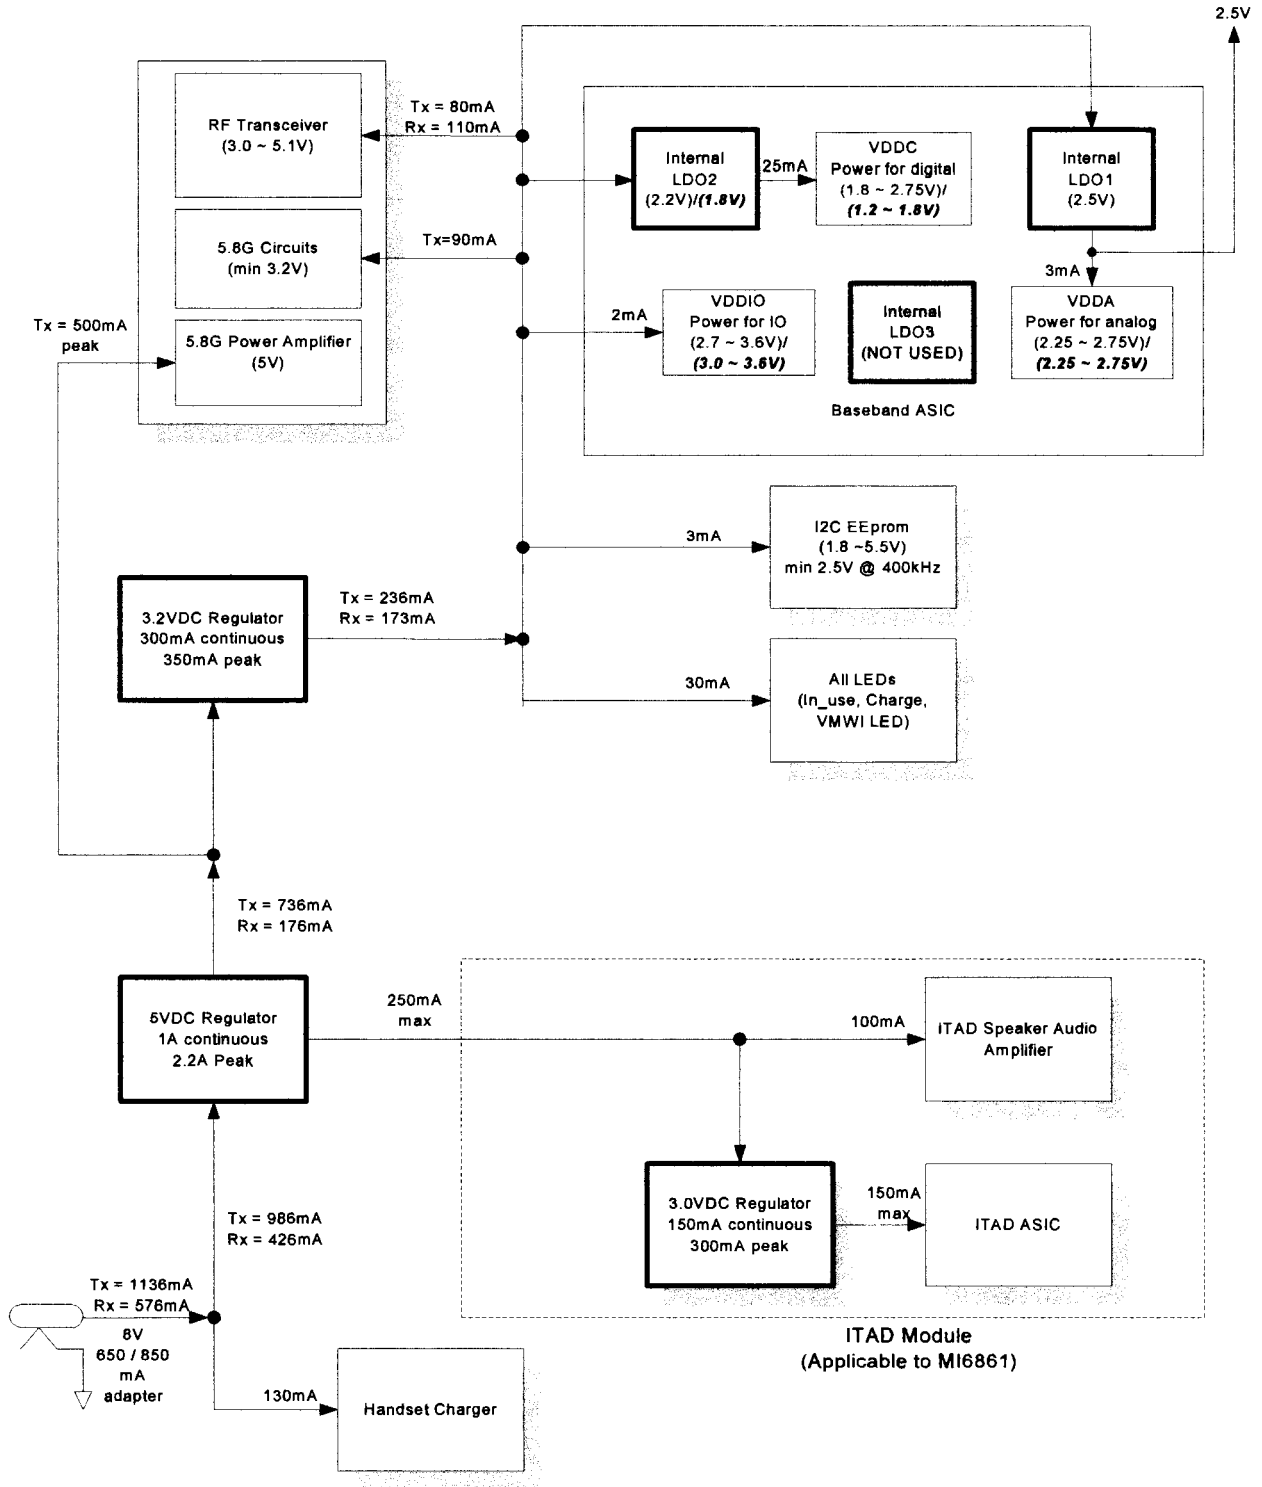 2.5V
Tx = 80mA
Rx = 110mA
RF Transceiver
(3.0 ~ 5.1V)
Internal
LDO2
(2.2V)/(1.8V)
25mA
VDDC
Power for digital
(1.8 ~ 2.75V)/
(1.2 ~ 1.8V)
Internal
LDO1
(2.5V)
5.8G Circuits
(min 3.2V)
Tx=90mA
3mA
2mA
VDDIO
Power for IO
(2.7 ~ 3.6V)/
(3.0 ~ 3.6V)
Internal
LDO3
(NOT USED)
VDDA
Power for analog
(2.25 ~ 2.75V)/
(2.25 ~ 2.75V)
Tx = 500mA
peak
5.8G Power Amplifier
(5V)
Baseband ASIC
3mA
I2C EEprom
(1.8 ~5.5V)
min 2.5V @ 400kHz
3.2VDC Regulator
300mA continuous
350mA peak
Tx = 236mA
Rx = 173mA
30mA
All LEDs
(In_use, Charge,
VMWI LED)
Tx = 736mA
Rx = 176mA
5VDC Regulator
1A continuous
2.2A Peak
250mA
max
100mA
ITAD Speaker Audio
Amplifier
3.0VDC Regulator
150mA continuous
300mA peak
150mA
max
ITAD ASIC
Tx = 986mA
Rx = 426mA
Tx = 1136mA
Rx = 576mA
8V
650 / 850
mA
adapter
ITAD Module
(Applicable to MI6861)
130mA
Handset Charger